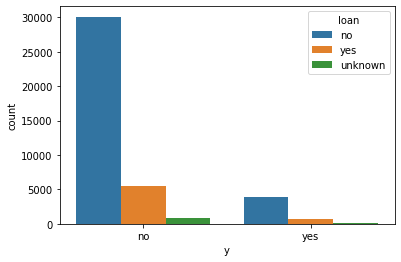 loan
no
yes
unknown
30000
25000
20000
15000
10000
5000
0
count
no yes
y